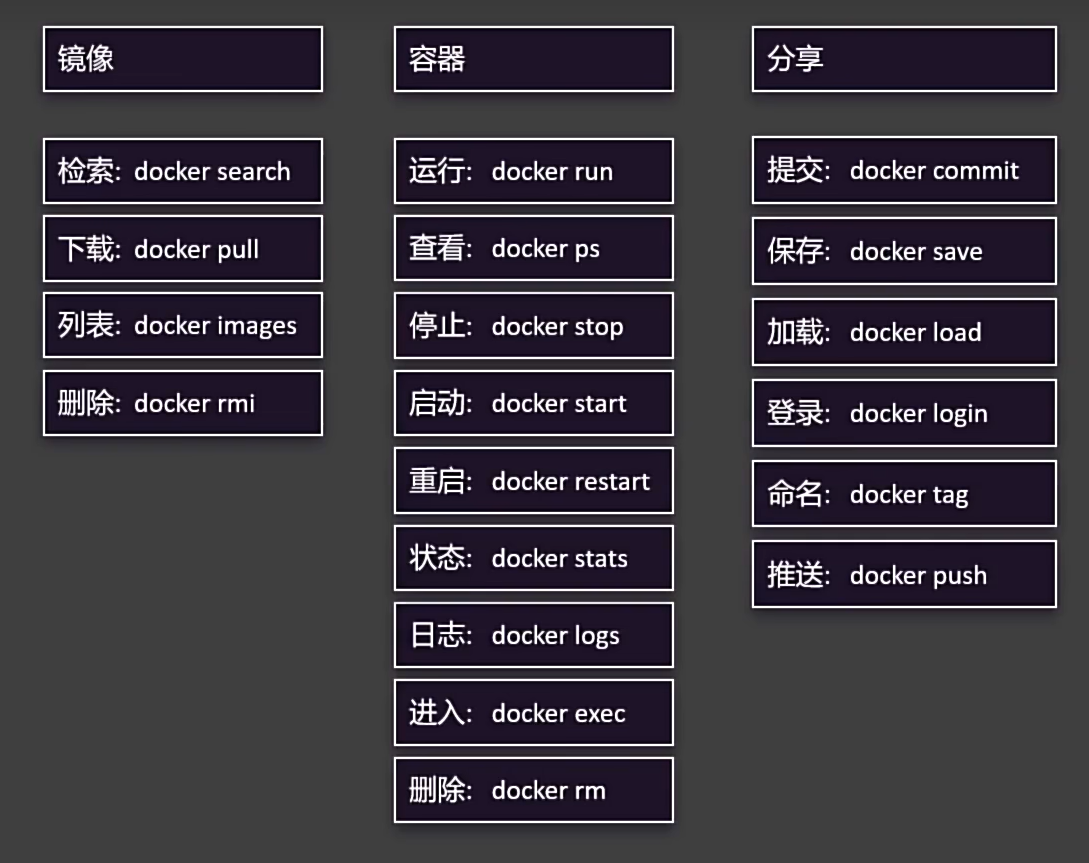 镜像
检索: docker search
下载: docker pull
列表: docker images
删除: docker rmi
容器
运行: docker run
查看: docker ps
停止: docker stop
启动: docker start
重启: docker restart
状态: docker stats
日志: docker logs
进入: docker exec
删除: docker rm
分享
提交: docker commit
保存: docker save
加载: docker load
登录: docker login
命名: docker tag
推送: docker push